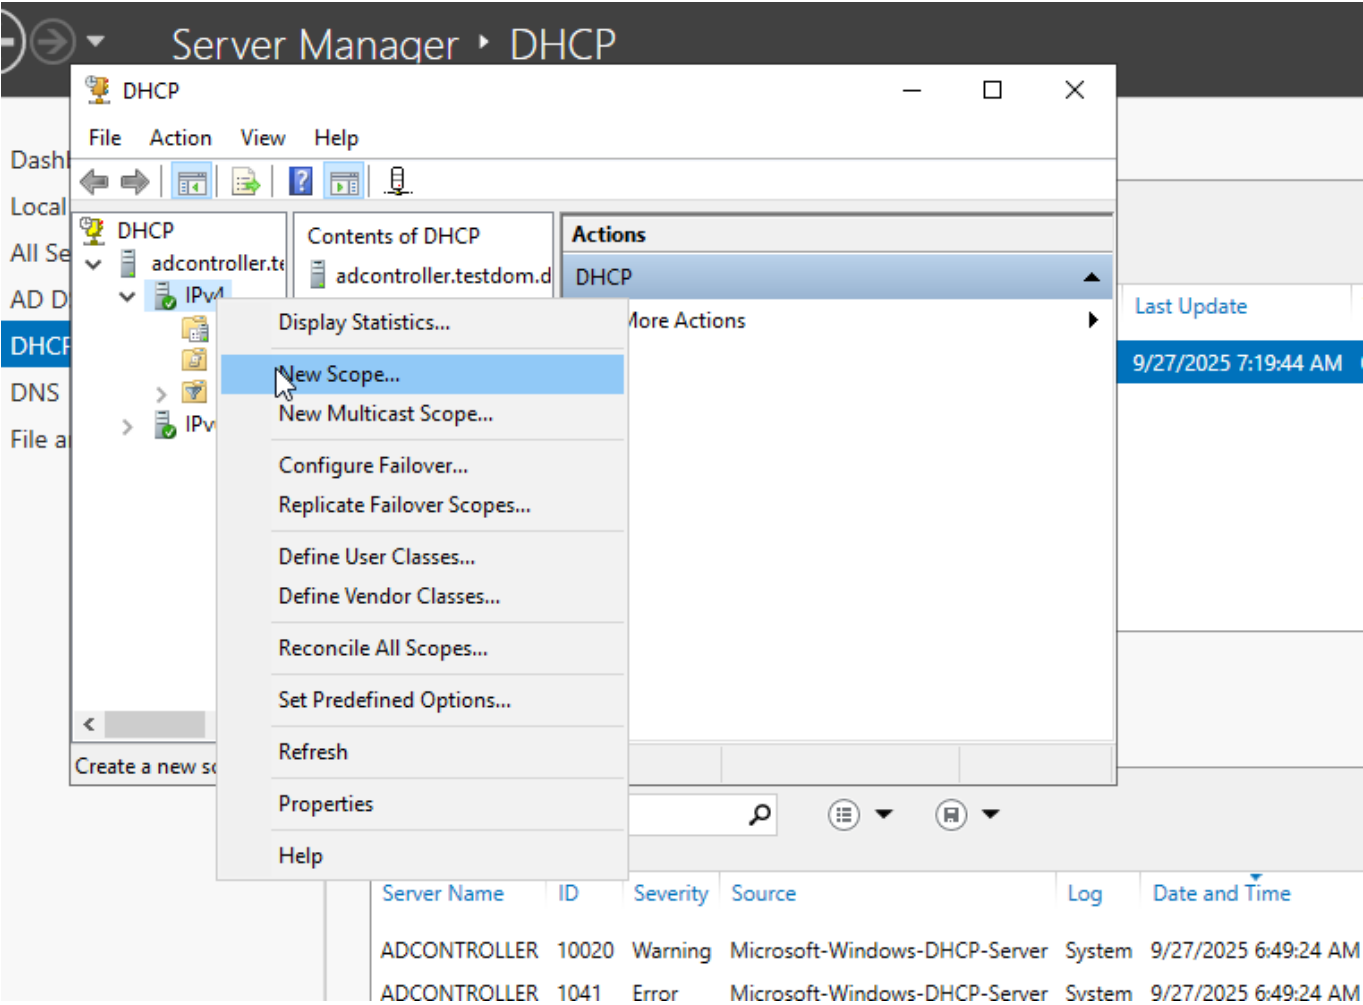 Server Manager ‣ DHCP
DHCP
File Action View Help
Dash
Local
All Se
AD D
DHCP
DNS
File a
DHCP
adcontroller.te
IPv4
IPv
Contents of DHCP
adcontroller.testdom.d
Actions
DHCP
More Actions
Display Statistics...
New Scope...
New Multicast Scope...
Configure Failover...
Replicate Failover Scopes...
Define User Classes...
Define Vendor Classes...
Reconcile All Scopes...
Set Predefined Options...
Refresh
Properties
Help
Create a new sc
Last Update
9/27/2025 7:19:44 AM
Server Name ID Severity Source Log Date and Time
ADCONTROLLER 10020 Warning Microsoft-Windows-DHCP-Server System 9/27/2025 6:49:24 AM
ADCONTROLLER 1041 Error Microsoft-Windows-DHCP-Server System 9/27/2025 6:49:24 AM